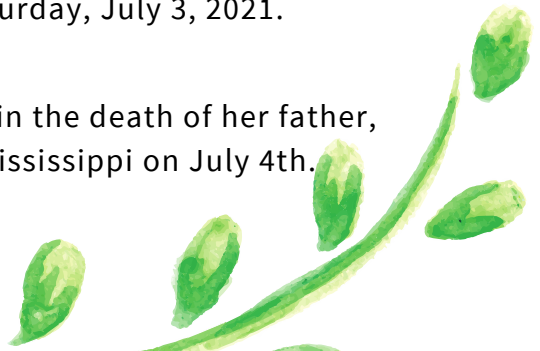 urday, July 3, 2021.
in the death of her father,
ississippi on July 4th.